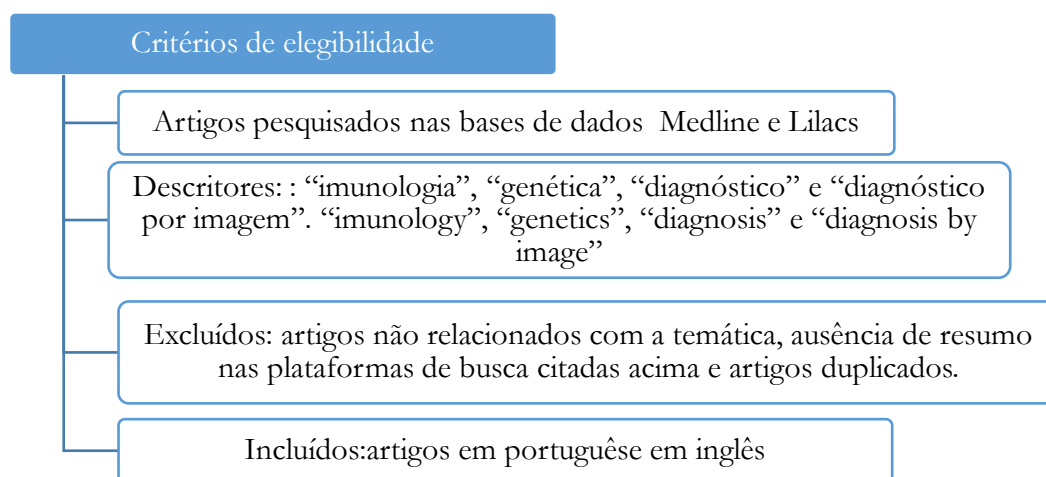 Critérios de elegibilidade
Artigos pesquisados nas bases de dados Medline e Lilacs
Descritores: : “imunologia”, “genética”, “diagnóstico” e “diagnóstico
por imagem”. “imunology”, “genetics”, “diagnosis” e “diagnosis by
image”
Excluídos: artigos não relacionados com a temática, ausência de resumo
nas plataformas de busca citadas acima e artigos duplicados.
Incluídos:artigos em portuguêse em inglês